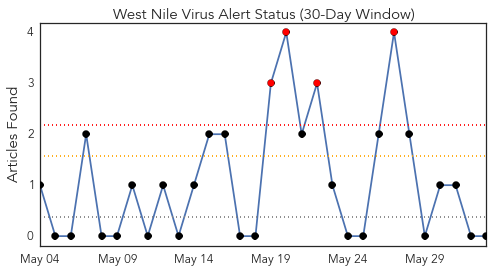 West Nile Virus Alert Status (30-Day Window)
Articles Found
4
3
2
1
0
May 04 May 09 May 14 May 19 May 24 May 29